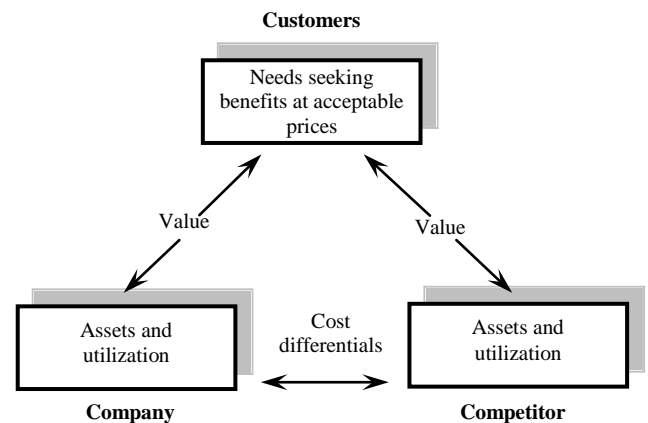 Customers
Needs seeking
benefits at acceptable
prices
Value
Value
Assets and
utilization
Cost
differentials
Assets and
utilization
Company
Competitor